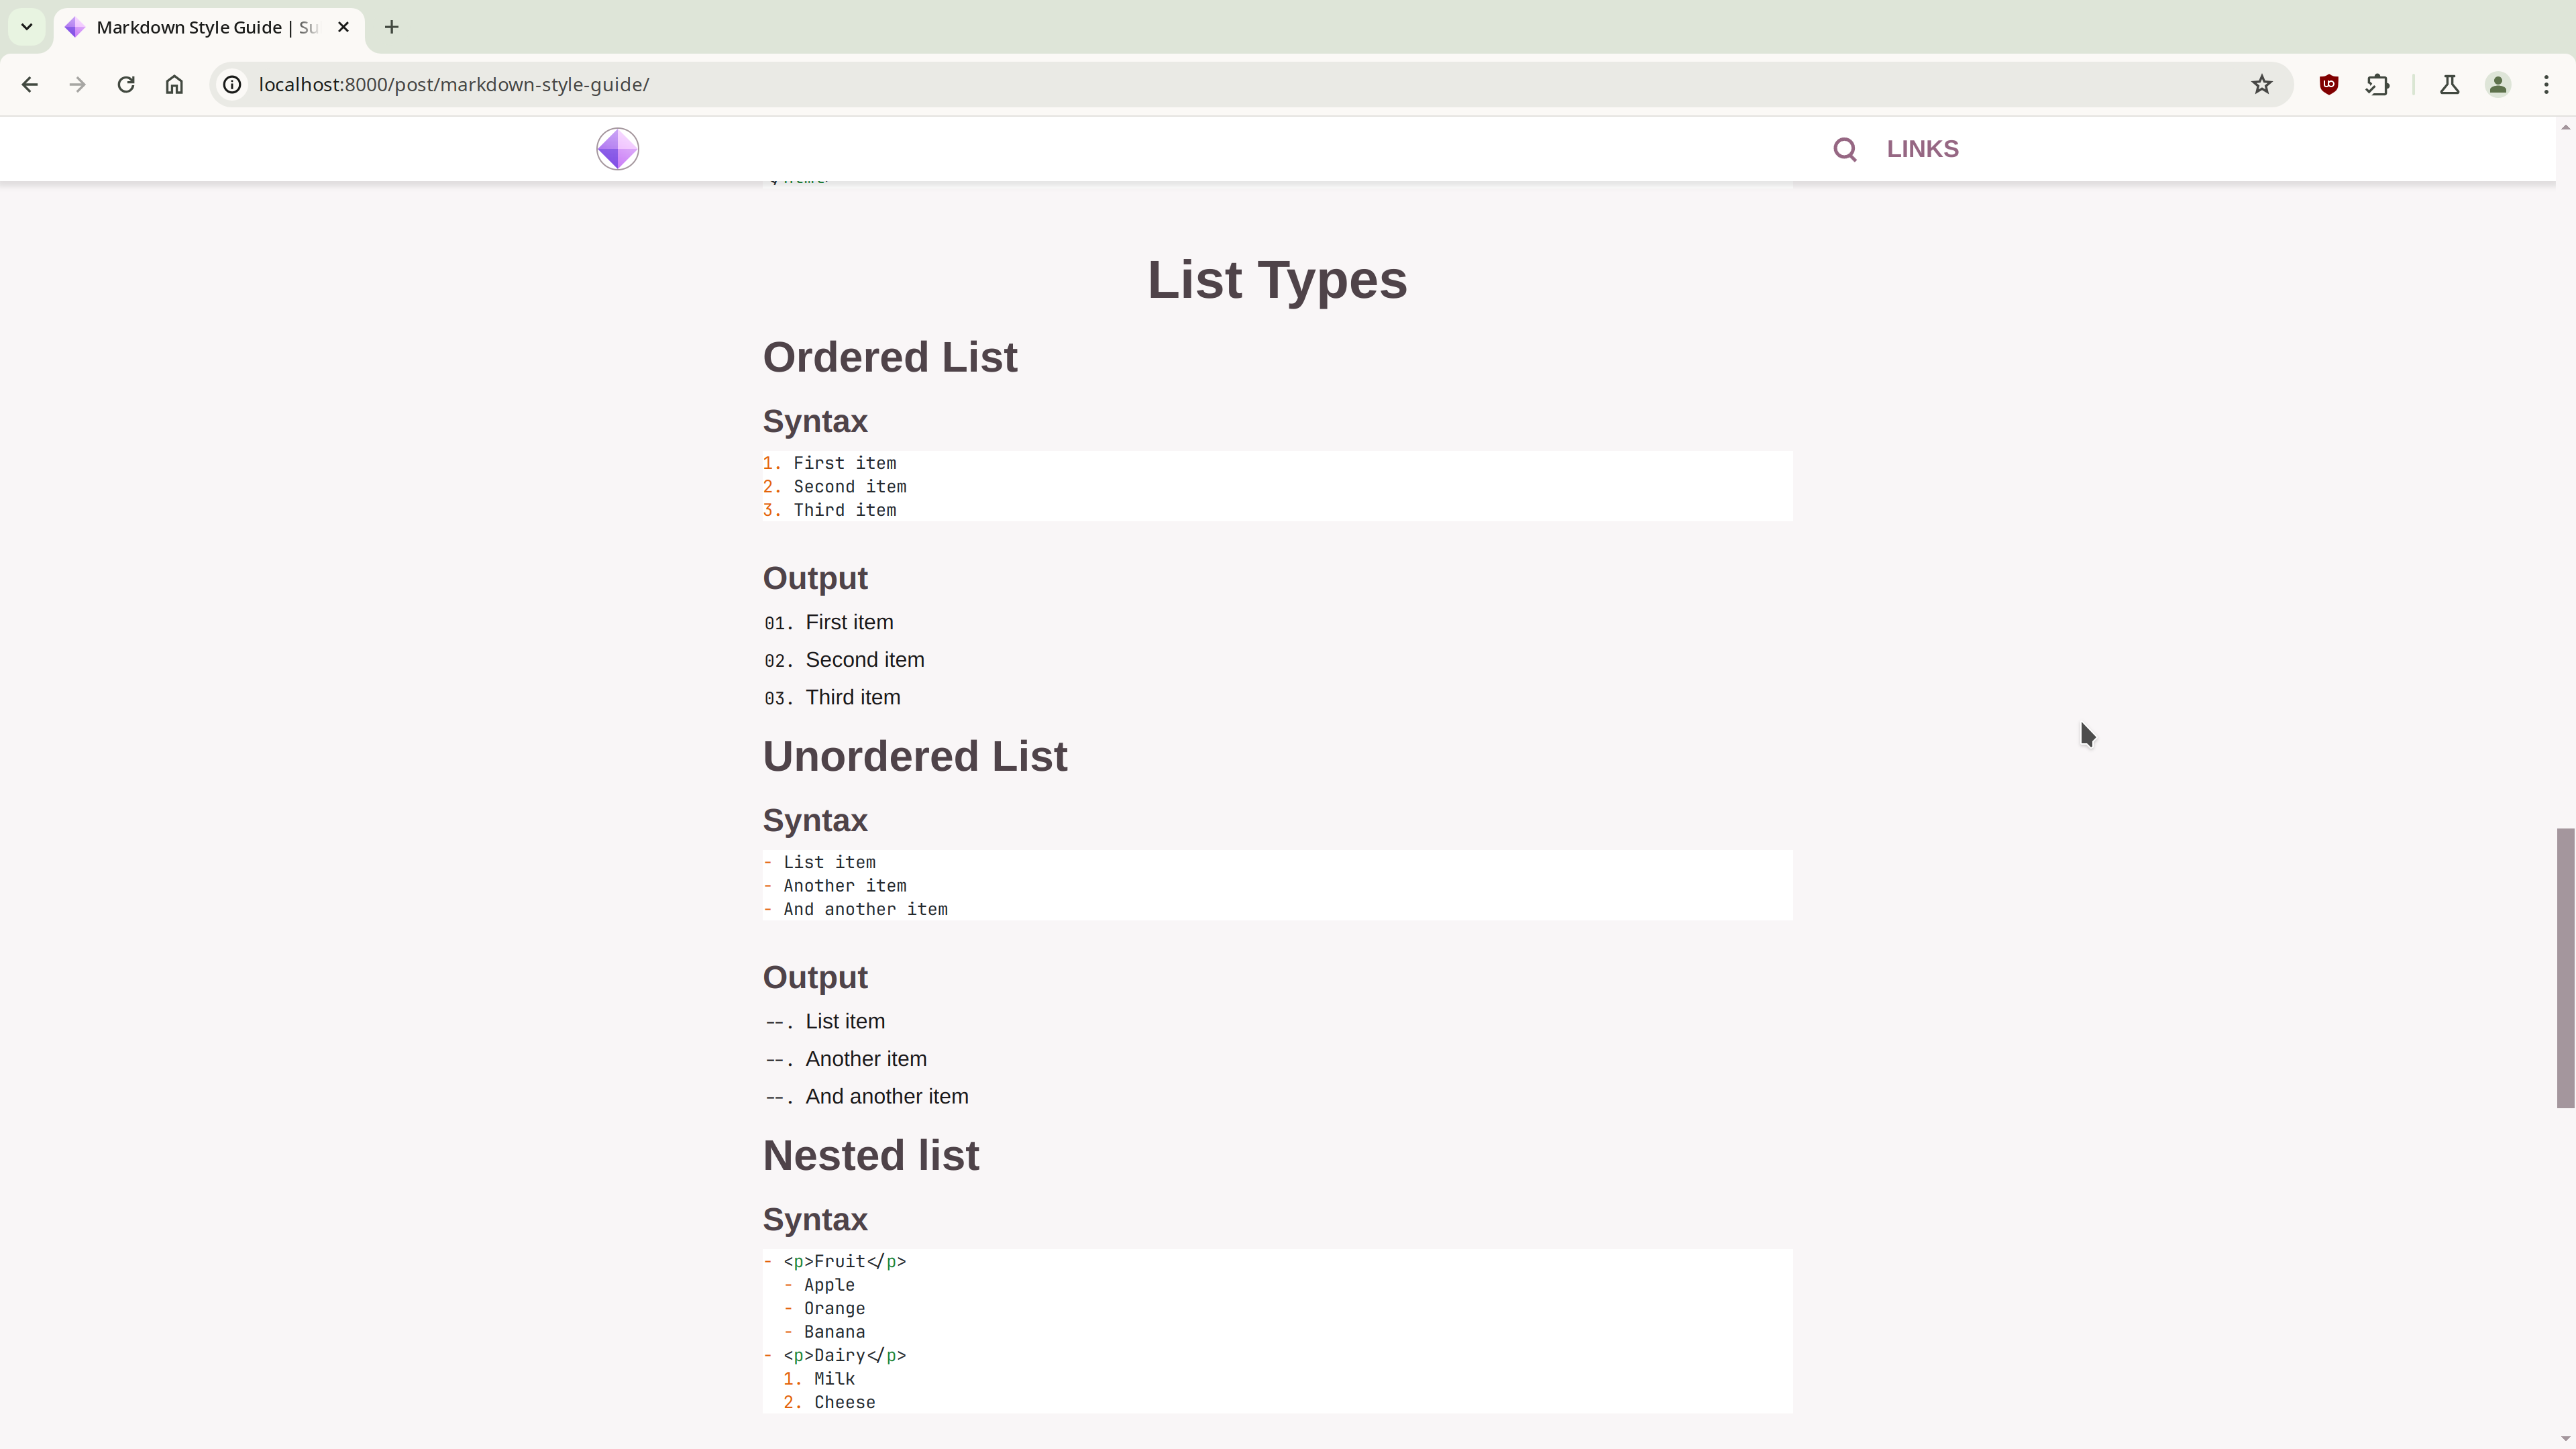 Markdown Style Guide | Su
localhost:8000/post/markdown-style-guide/
LINKS
List Types
Ordered List
Syntax
1. First item
2. Second item
3. Third item
Output
01. First item
02. Second item
03. Third item
Unordered List
Syntax
- List item
- Another item
- And another item
Output
--. List item
--. Another item
--. And another item
Nested list
Syntax
- <p>Fruit</p>
- Apple
- Orange
- Banana
- <p>Dairy</p>
1. Milk
2. Cheese